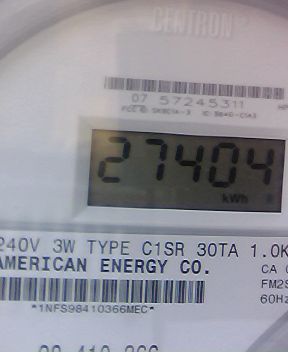 CENTRON
07 57245311
27404
kWh
240V 3W TYPE C1SR 30TA 1.0K
AMERICAN ENERGY CO.
CA
FM2S
60Hz
*1NFS98410366MEC*